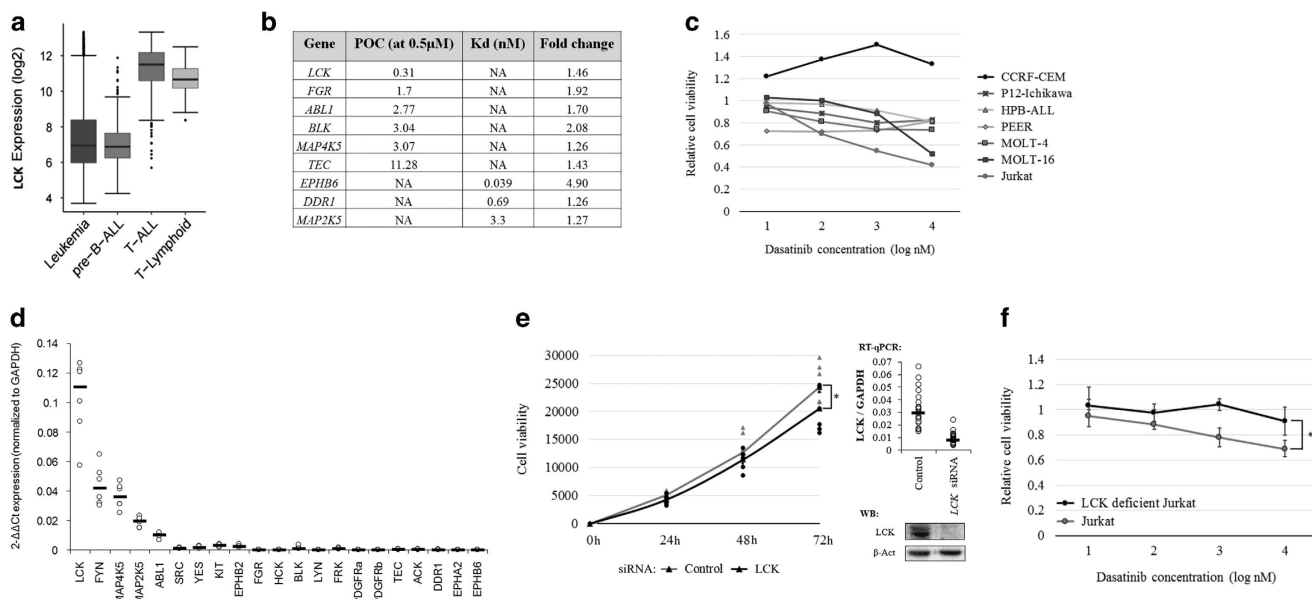 a
LCK Expression (log2)
12
10
8
6
4
Leukemia
pre-B-ALL
T-ALL
T-Lymphoid
b
Gene POC (at 0.5µM) Kd (nM) Fold change
LCK 0.31 NA 1.46
FGR 1.7 NA 1.92
ABL1 2.77 NA 1.70
BLK 3.04 NA 2.08
MAP4K5 3.07 NA 1.26
TEC 11.28 NA 1.43
EPHB6 NA 0.039 4.90
DDR1 NA 0.69 1.26
MAP2K5 NA 3.3 1.27
c
Relative cell viability
1.6
1.4
1.2
1
0.8
0.6
0.4
0.2
0
1 2 3 4
Dasatinib concentration (log nM)
CCRF-CEM
P12-Ichikawa
HPB-ALL
PEER
MOLT-4
MOLT-16
Jurkat
d
2-ΔΔCt expression (normalized to GAPDH)
0.14
0.12
0.1
0.08
0.06
0.04
0.02
0
LCK
FYN
MAP4K5
MAP2K5
ABL1
SRC
YES
KIT
EPHB2
FGR
HCK
BLK
LYN
FRK
PDGFRa
PDGFRb
TEC
ACK
DDR1
EPHA2
EPHB6
e
Cell viability
30000
25000
20000
15000
10000
5000
0
0h 24h 48h 72h
*
siRNA: Control LCK
RT-qPCR:
LCK / GAPDH
0.07
0.06
0.05
0.04
0.03
0.02
0.01
0
Control
LCK siRNA
WB:
LCK
β-Act
f
Relative cell viability
1.4
1.2
1
0.8
0.6
0.4
0.2
0
*
LCK deficient Jurkat
Jurkat
1 2 3 4
Dasatinib concentration (log nM)